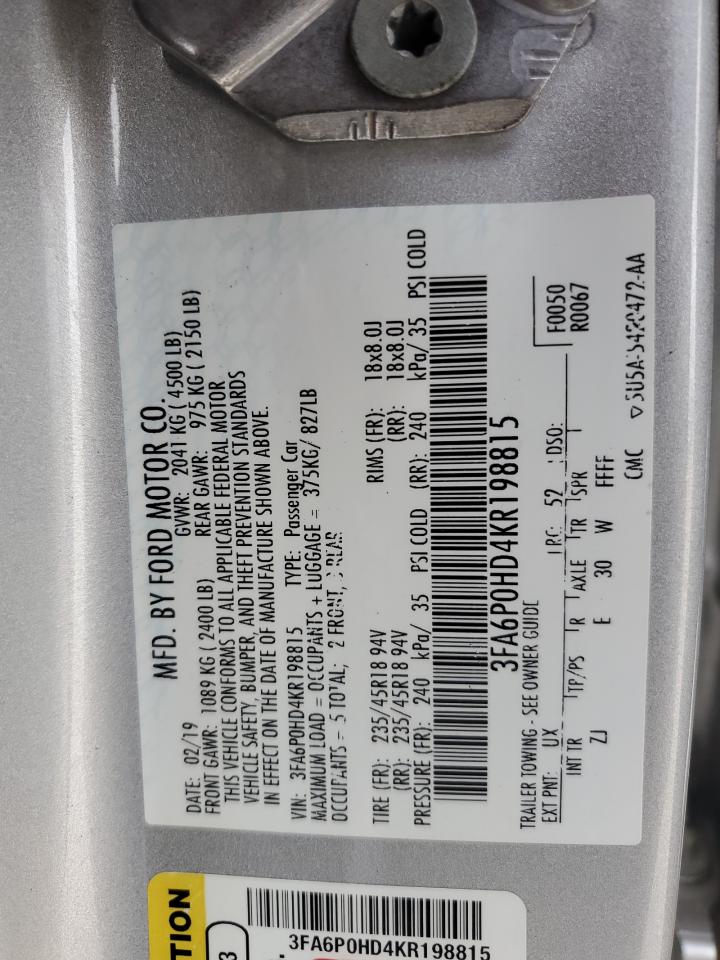 MFD. BY FORD MOTOR CO.
DATE: 02/19 GVWR: 2041 KG ( 4500 LB)
FRONT GAWR: 1089 KG ( 2400 LB) REAR GAWR: 975 KG ( 2150 LB)
THIS VEHICLE CONFORMS TO ALL APPLICABLE FEDERAL MOTOR
VEHICLE SAFETY, BUMPER, AND THEFT PREVENTION STANDARDS
IN EFFECT ON THE DATE OF MANUFACTURE SHOWN ABOVE.
VIN: 3FA6P0HD4KR198815 TYPE: Passenger Car
MAXIMUM LOAD = OCCUPANTS + LUGGAGE = 375KG/ 827LB
OCCUPANTS = 5 TOTAL; 2 FRONT, 3 REAR
TIRE (FR): 235/45R18 94V RIMS (FR): 18x8.0J
(RR): 235/45R18 94V (RR): 18x8.0J
PRESSURE (FR): 240 kPa/ 35 PSI COLD (RR): 240 kPa/ 35 PSI COLD
3FA6P0HD4KR198815
TRAILER TOWING - SEE OWNER GUIDE
F0050
R0067
EXT PNT: UX RC: 52 DSO:
INT TR TP/PS R AXLE TR SPR
ZJ E 30 W FFFF
CMC
TION
3
3FA6P0HD4KR198815